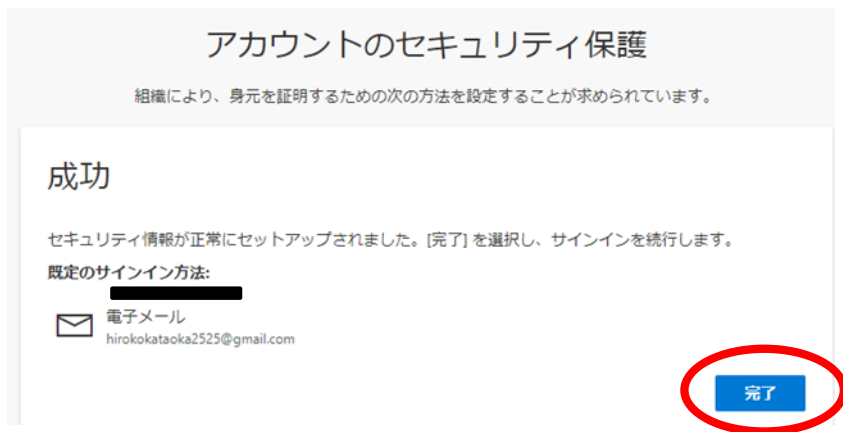 アカウントのセキュリティ保護
組織により、身元を証明するための次の方法を設定することが求められています。
成功
セキュリティ情報が正常にセットアップされました。[完了] を選択し、サインインを続行します。
既定のサインイン方法:
電子メール
hirokokataoka2525@gmail.com
完了